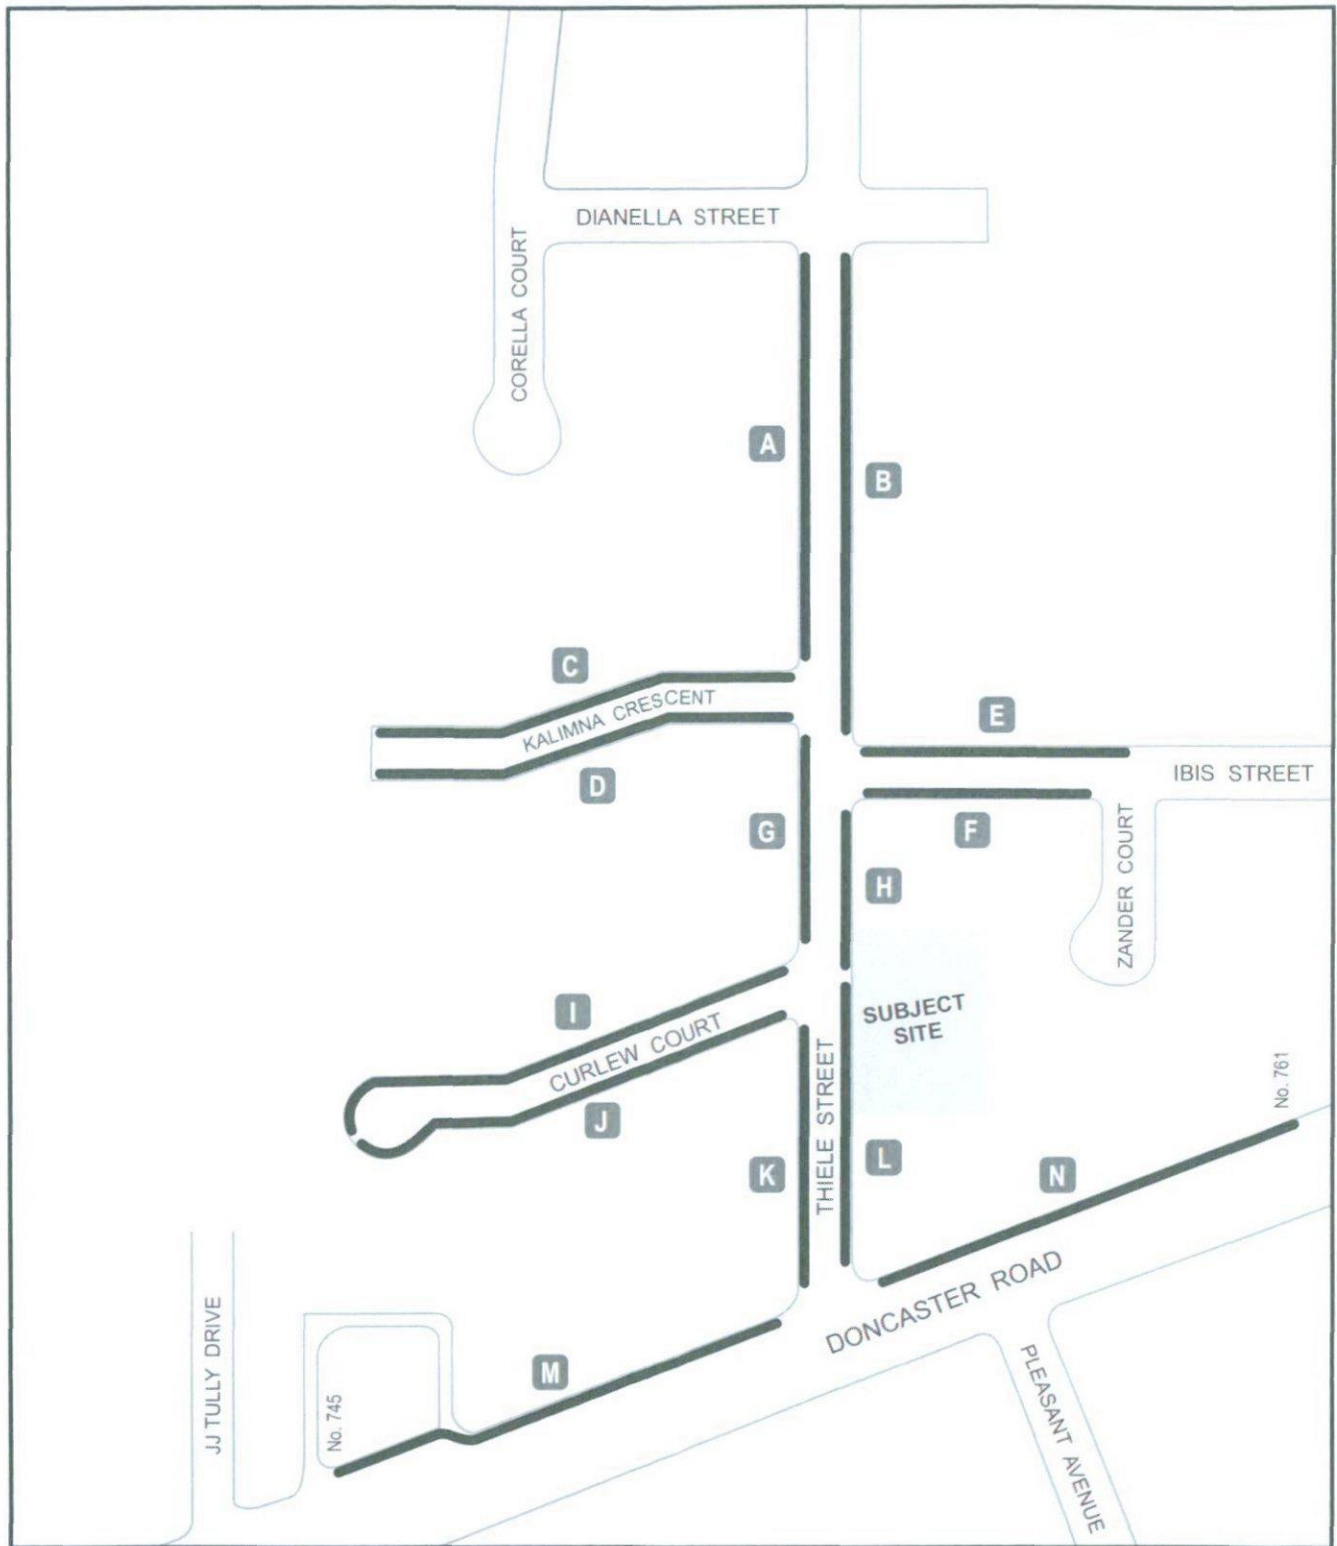 DIANELLA STREET
CORELLA COURT
A
B
C
KALIMNA CRESCENT
D
E
IBIS STREET
F
G
H
ZANDER COURT
I
CURLEW COURT
J
SUBJECT
SITE
THIELE STREET
K
L
N
No. 761
DONCASTER ROAD
JJ TULLY DRIVE
No. 745
M
PLEASANT AVENUE